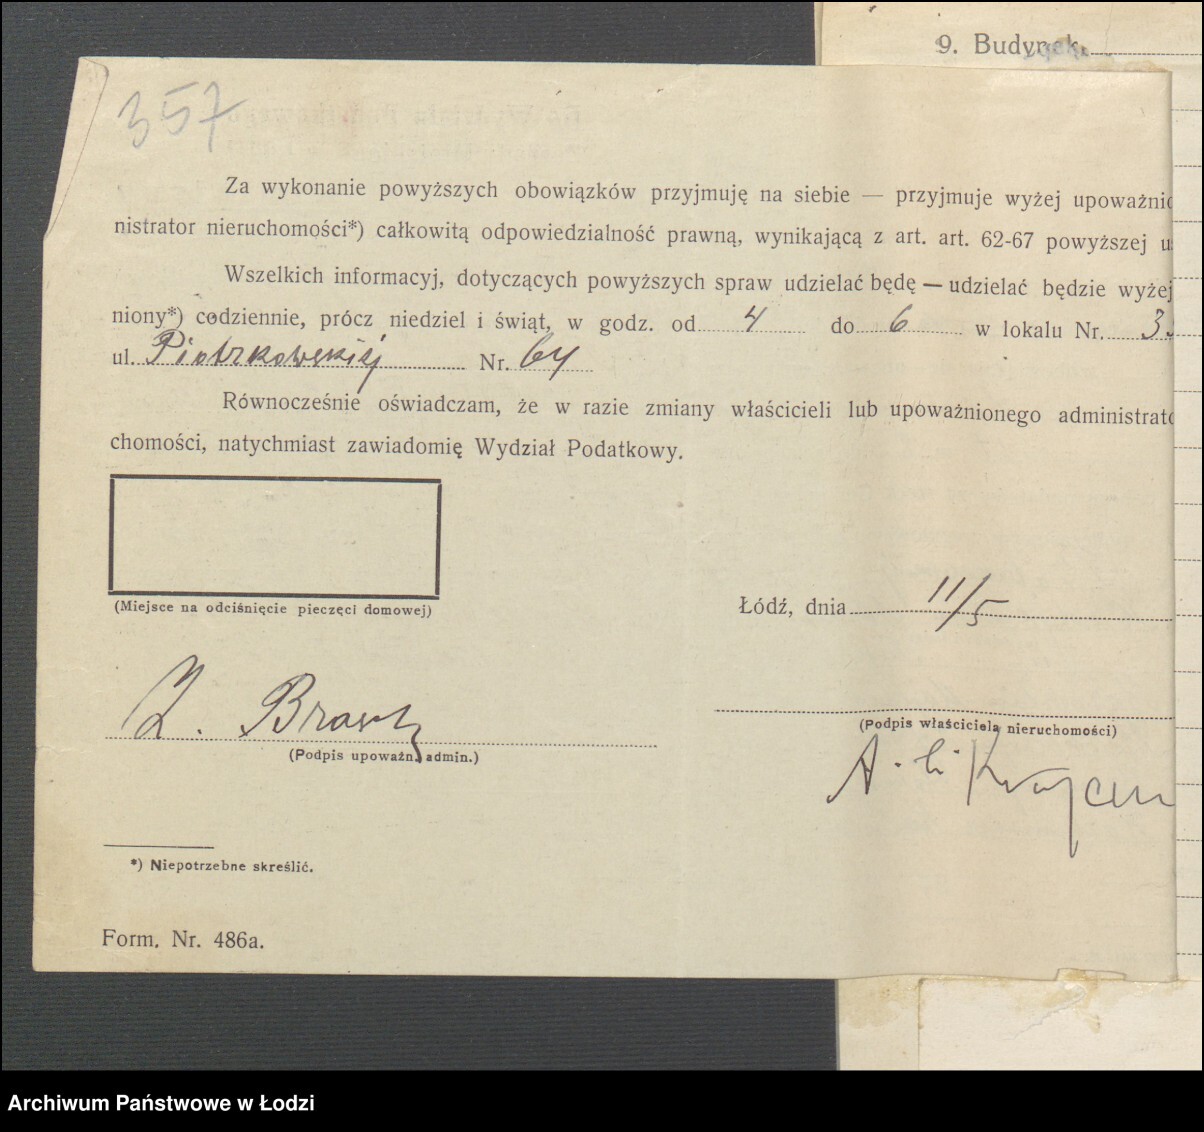 9. Budynek
357
Za wykonanie powyższych obowiązków przyjmuję na siebie — przyjmuje wyżej upoważnio
nistrator nieruchomości*) całkowitą odpowiedzialność prawną, wynikającą z art. art. 62-67 powyższej u
Wszelkich informacyj, dotyczących powyższych spraw udzielać będę — udzielać będzie wyżej
niony*) codziennie, prócz niedziel i świąt, w godz. od 4 do 6 w lokalu Nr. 3
ul. Piotrkowskiej Nr. 64
Równocześnie oświadczam, że w razie zmiany właścicieli lub upoważnionego administrato
chomości, natychmiast zawiadomię Wydział Podatkowy.
(Miejsce na odciśnięcie pieczęci domowej)
Łódź, dnia 11/5
(Podpis właściciela nieruchomości)
(Podpis upoważn. admin.)
*) Niepotrzebne skreślić.
Form. Nr. 486a.
Archiwum Państwowe w Łodzi